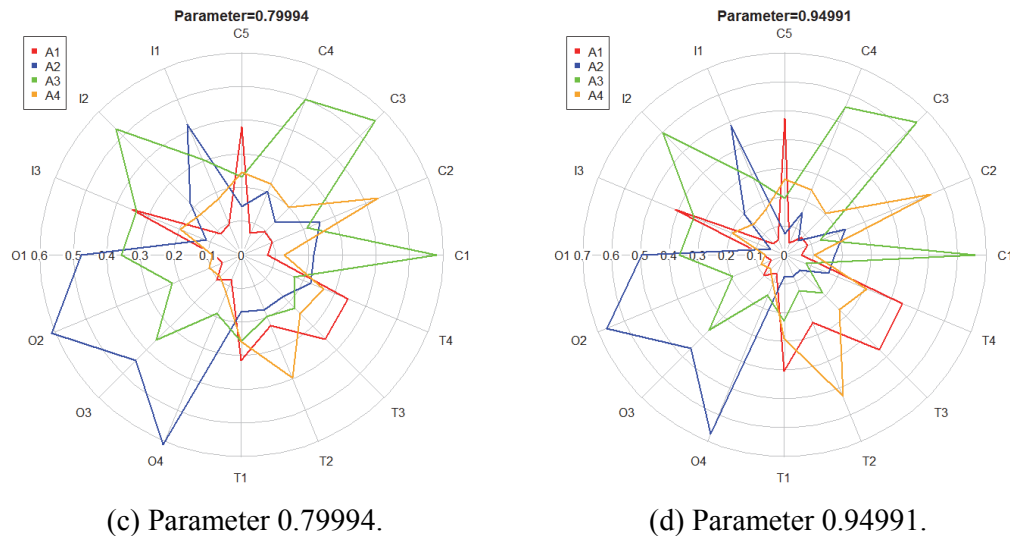 Parameter=0.79994
C5
A1
A2
A3
A4
I1
C4
I2
C3
I3
C2
O1 0.6 0.5 0.4 0.3 0.2 0.1 0
C1
O2
T4
O3
T3
O4
T2
T1
(c) Parameter 0.79994.
Parameter=0.94991
C5
A1
A2
A3
A4
I1
C4
I2
C3
I3
C2
O1 0.7 0.6 0.5 0.4 0.3 0.2 0.1 0
C1
O2
T4
O3
T3
O4
T2
T1
(d) Parameter 0.94991.